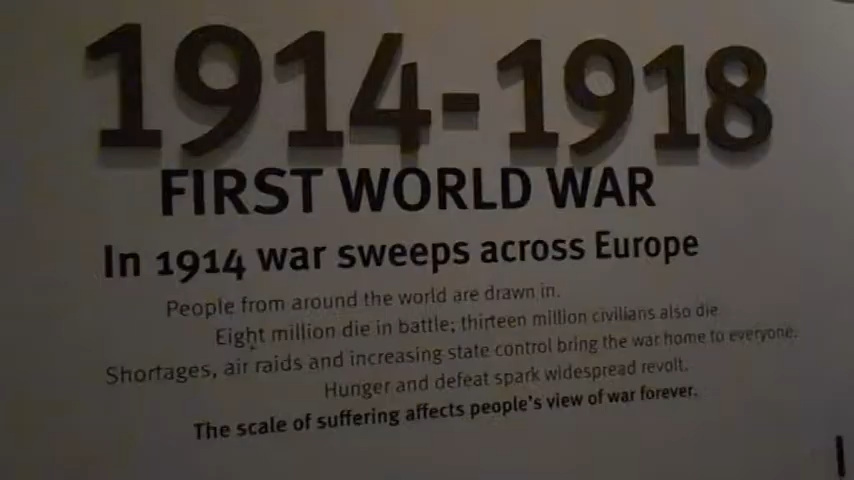 1914-1918
FIRST WORLD WAR
In 1914 war sweeps across Europe
People from around the world are drawn in.
Eight million die in battle; thirteen million civilians also die
Shortages, air raids and increasing state control bring the war home to everyone.
Hunger and defeat spark widespread revolt.
The scale of suffering affects people's view of war forever.